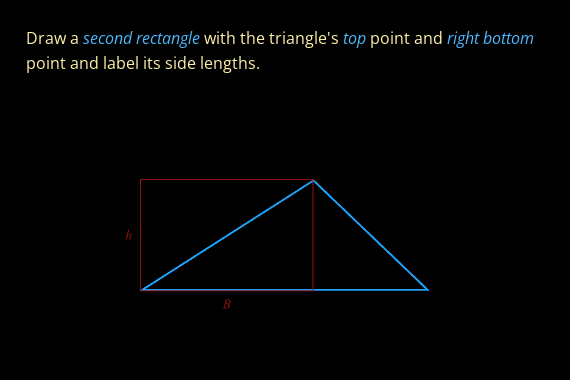 Draw a second rectangle with the triangle's top point and right bottom
point and label its side lengths.
h
B